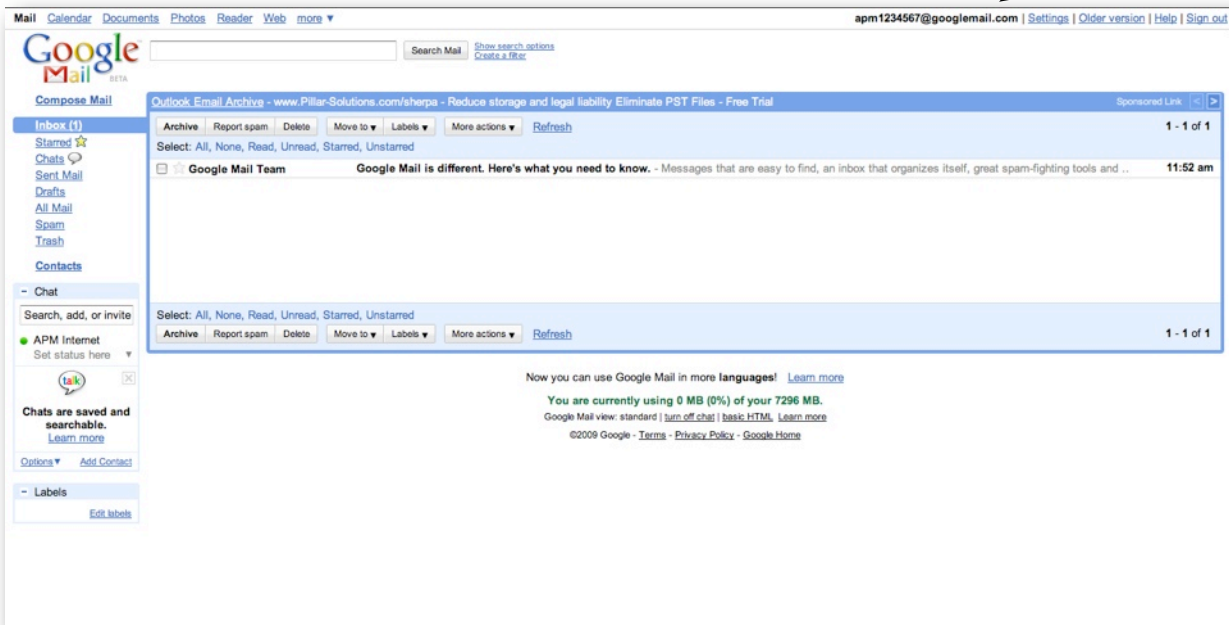 Mail Calendar Documents Photos Reader Web more ▼
apm1234567@googlemail.com | Settings | Older version | Help | Sign out
Google Mail BETA
Search Mail
Show search options
Create a filter
Compose Mail
Inbox (1)
Starred
Chats
Sent Mail
Drafts
All Mail
Spam
Trash
Contacts
− Chat
Search, add, or invite
APM Internet
Set status here ▼
talk
Chats are saved and
searchable.
Learn more
Options▼ Add Contact
− Labels
Edit labels
Outlook Email Archive - www.Pillar-Solutions.com/sherpa - Reduce storage and legal liability Eliminate PST Files - Free Trial
Sponsored Link < >
Archive Report spam Delete Move to ▼ Labels ▼ More actions ▼ Refresh 1 - 1 of 1
Select: All, None, Read, Unread, Starred, Unstarred
Google Mail Team Google Mail is different. Here's what you need to know. - Messages that are easy to find, an inbox that organizes itself, great spam-fighting tools and .. 11:52 am
Select: All, None, Read, Unread, Starred, Unstarred
Archive Report spam Delete Move to ▼ Labels ▼ More actions ▼ Refresh 1 - 1 of 1
Now you can use Google Mail in more languages! Learn more
You are currently using 0 MB (0%) of your 7296 MB.
Google Mail view: standard | turn off chat | basic HTML Learn more
©2009 Google - Terms - Privacy Policy - Google Home